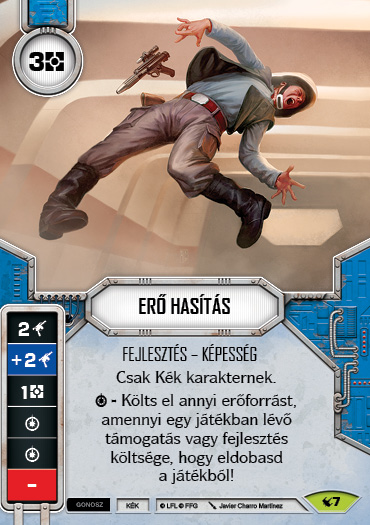 3
ERŐ HASÍTÁS
2
+2
1
-
FEJLESZTÉS – KÉPESSÉG
Csak Kék karakternek.
- Költs el annyi erőforrást,
amennyi egy játékban lévő
támogatás vagy fejlesztés
költsége, hogy eldobasd
a játékból!
GONOSZ
KÉK
© LFL © FFG
Javier Charro Martínez
7